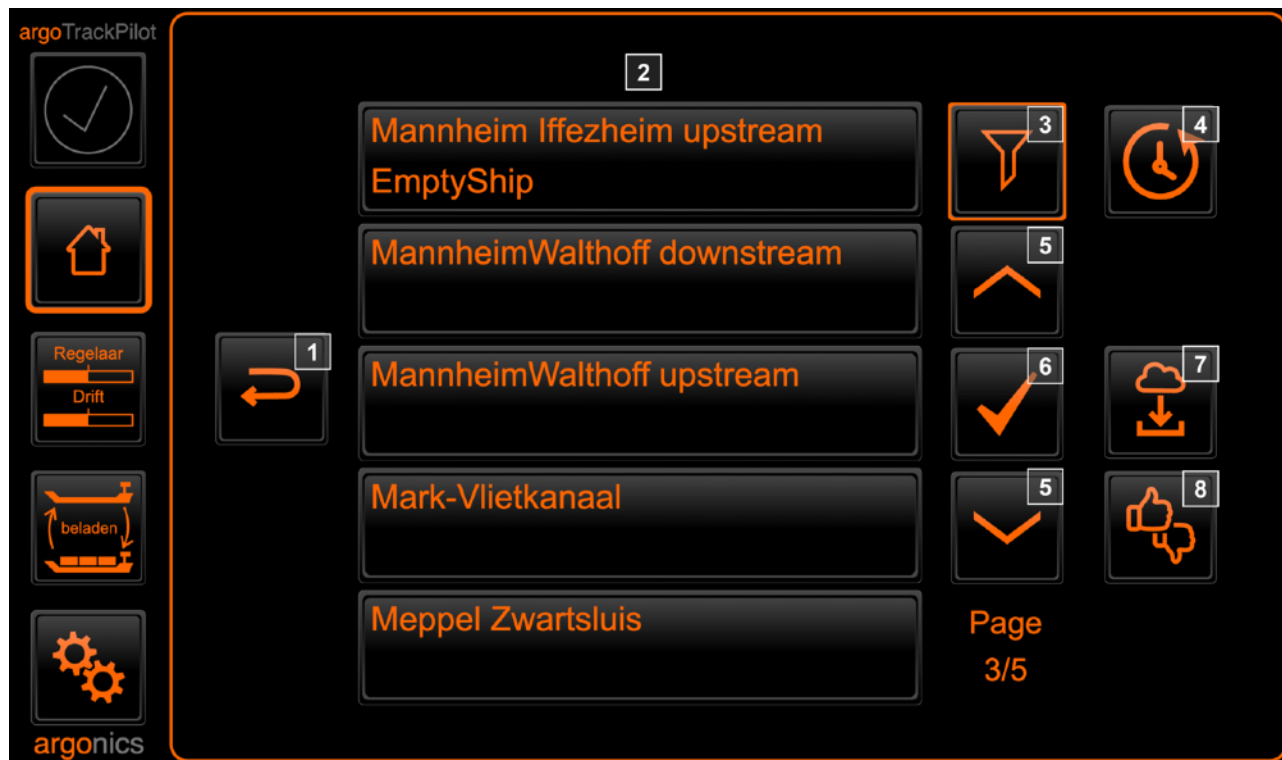 argoTrackPilot
2
Mannheim Iffezheim upstream
EmptyShip
3
4
MannheimWalthoff downstream
5
Regelaar
Drift
1
MannheimWalthoff upstream
6
7
beladen
Mark-Vlietkanaal
5
8
Meppel Zwartsluis
Page
3/5
argonics